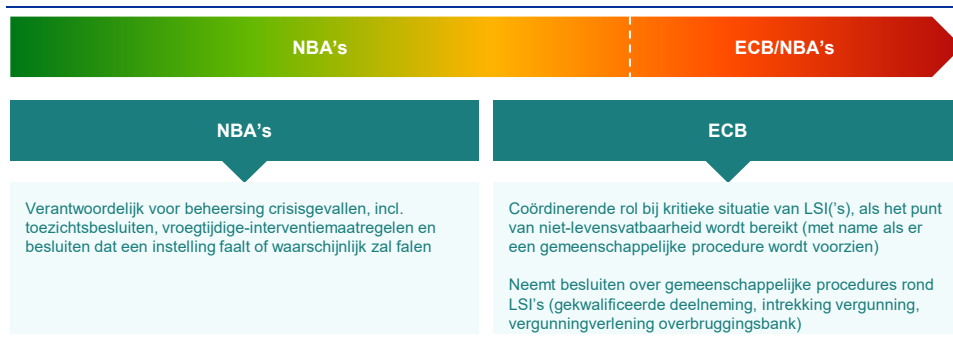 NBA's
ECB/NBA's
NBA's
ECB
Verantwoordelijk voor beheersing crisisgevallen, incl.
toezichtsbesluiten, vroegtijdige-interventiemaatregelen en
besluiten dat een instelling faalt of waarschijnlijk zal falen
Coördinerende rol bij kritieke situatie van LSI('s), als het punt
van niet-levensvatbaarheid wordt bereikt (met name als er
een gemeenschappelijke procedure wordt voorzien)
Neemt besluiten over gemeenschappelijke procedures rond
LSI's (gekwalificeerde deelneming, intrekking vergunning,
vergunningverlening overbruggingsbank)